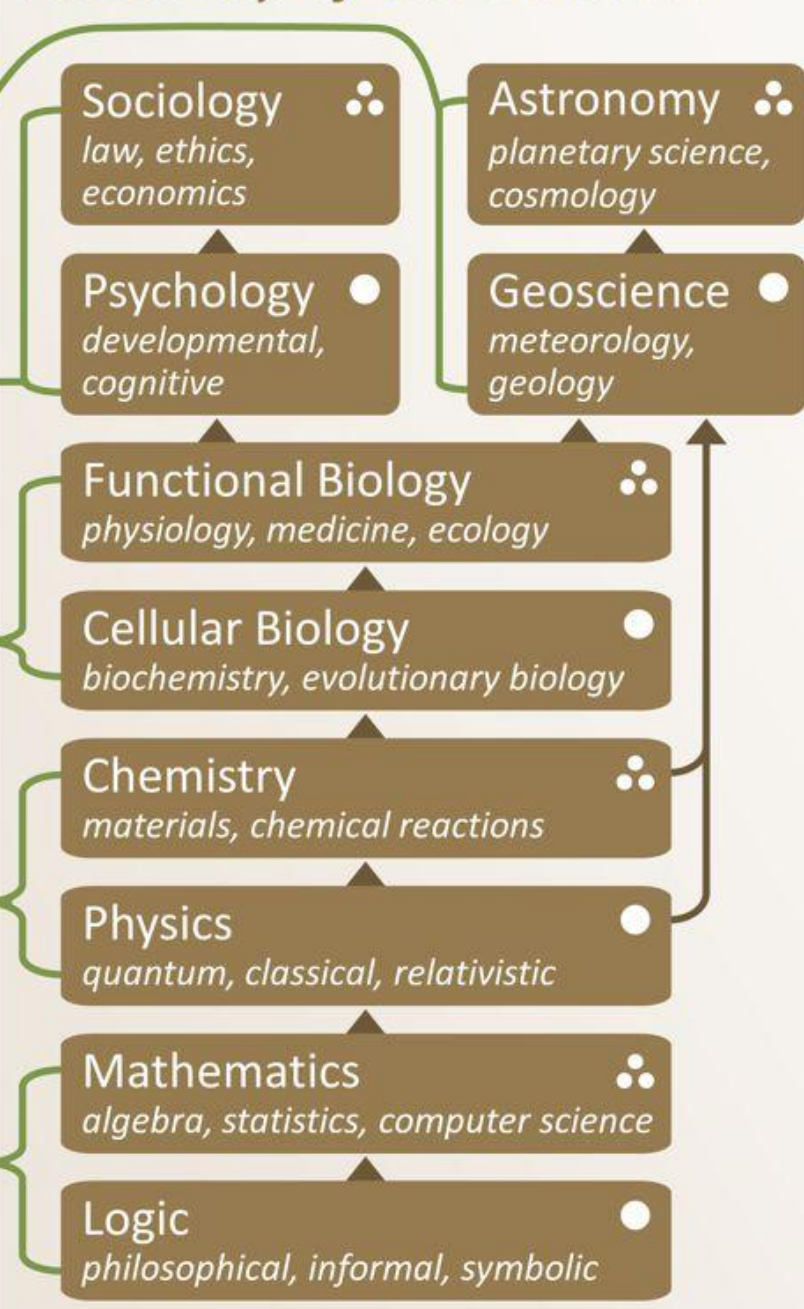 Sociology
law, ethics,
economics
Astronomy
planetary science,
cosmology
Psychology
developmental,
cognitive
Geoscience
meteorology,
geology
Functional Biology
physiology, medicine, ecology
Cellular Biology
biochemistry, evolutionary biology
Chemistry
materials, chemical reactions
Physics
quantum, classical, relativistic
Mathematics
algebra, statistics, computer science
Logic
philosophical, informal, symbolic